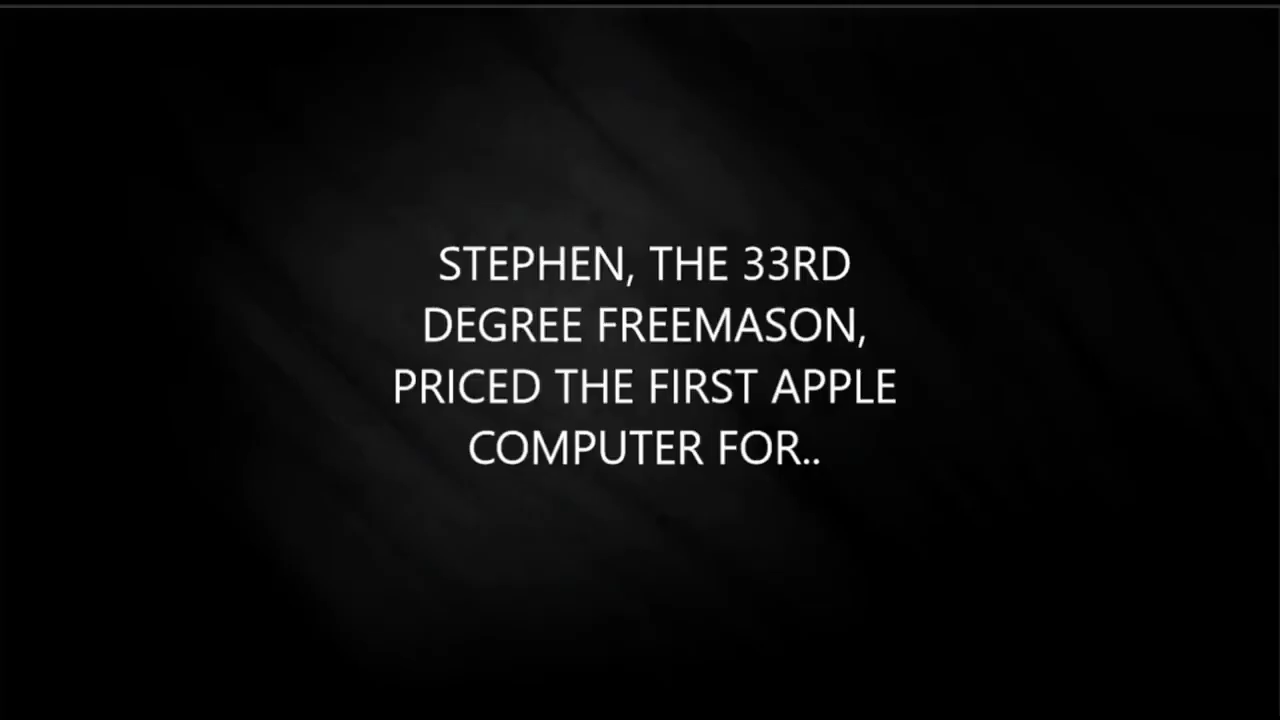 STEPHEN, THE 33RD
DEGREE FREEMASON,
PRICED THE FIRST APPLE
COMPUTER FOR..